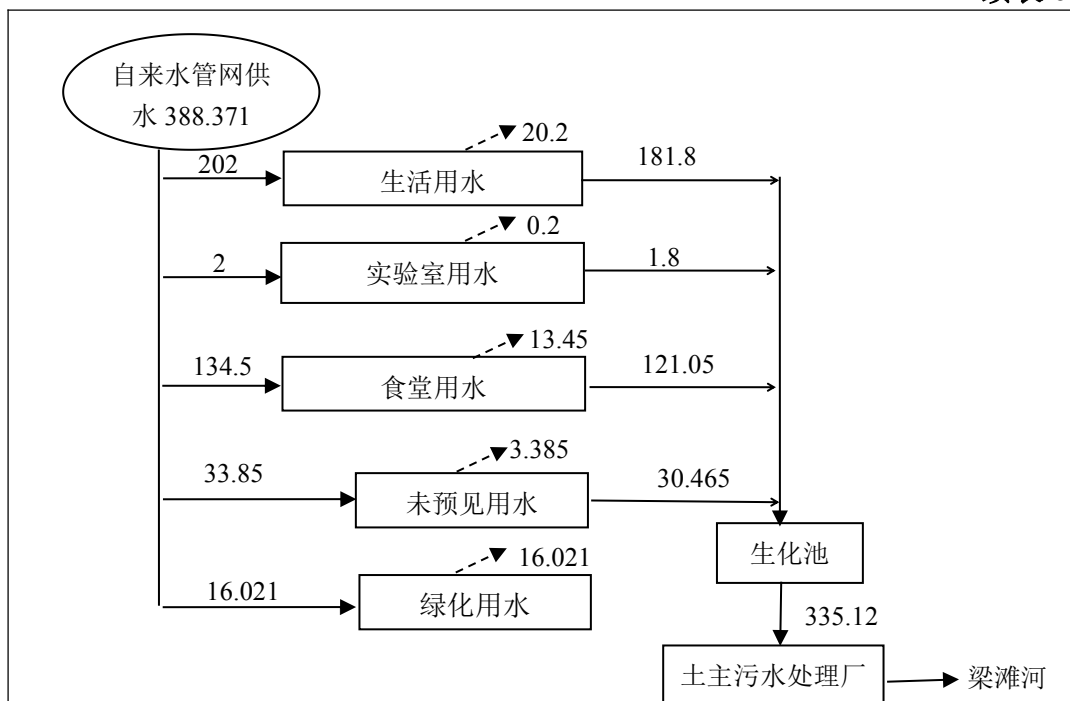 自来水管网供
水 388.371
20.2
202
生活用水
181.8
0.2
2
实验室用水
1.8
13.45
134.5
食堂用水
121.05
3.385
33.85
未预见用水
30.465
生化池
16.021
16.021
绿化用水
335.12
土主污水处理厂
梁滩河